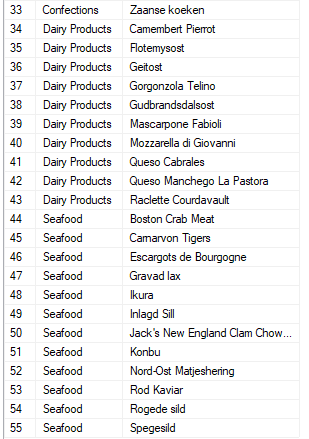 33 Confections Zaanse koeken
34 Dairy Products Camembert Pierrot
35 Dairy Products Flotemysost
36 Dairy Products Geitost
37 Dairy Products Gorgonzola Telino
38 Dairy Products Gudbrandsdalsost
39 Dairy Products Mascarpone Fabioli
40 Dairy Products Mozzarella di Giovanni
41 Dairy Products Queso Cabrales
42 Dairy Products Queso Manchego La Pastora
43 Dairy Products Raclette Courdavault
44 Seafood Boston Crab Meat
45 Seafood Carnarvon Tigers
46 Seafood Escargots de Bourgogne
47 Seafood Gravad lax
48 Seafood Ikura
49 Seafood Inlagd Sill
50 Seafood Jack's New England Clam Chow...
51 Seafood Konbu
52 Seafood Nord-Ost Matjeshering
53 Seafood Rod Kaviar
54 Seafood Rogede sild
55 Seafood Spegesild